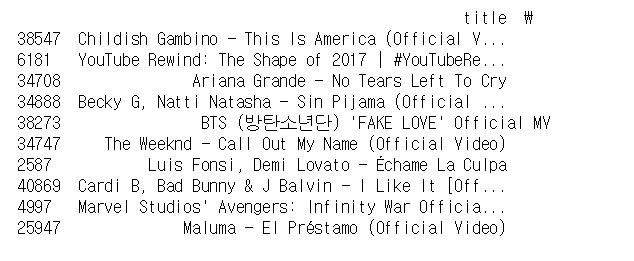 title ₩
38547 Childish Gambino - This Is America (Official V...
6181 YouTube Rewind: The Shape of 2017 | #YouTubeRe...
34708 Ariana Grande - No Tears Left To Cry
34888 Becky G, Natti Natasha - Sin Pijama (Official ...
38273 BTS (방탄소년단) 'FAKE LOVE' Official MV
34747 The Weeknd - Call Out My Name (Official Video)
2587 Luis Fonsi, Demi Lovato - Échame La Culpa
40869 Cardi B, Bad Bunny & J Balvin - I Like It [Off...
4997 Marvel Studios' Avengers: Infinity War Officia...
25947 Maluma - El Préstamo (Official Video)